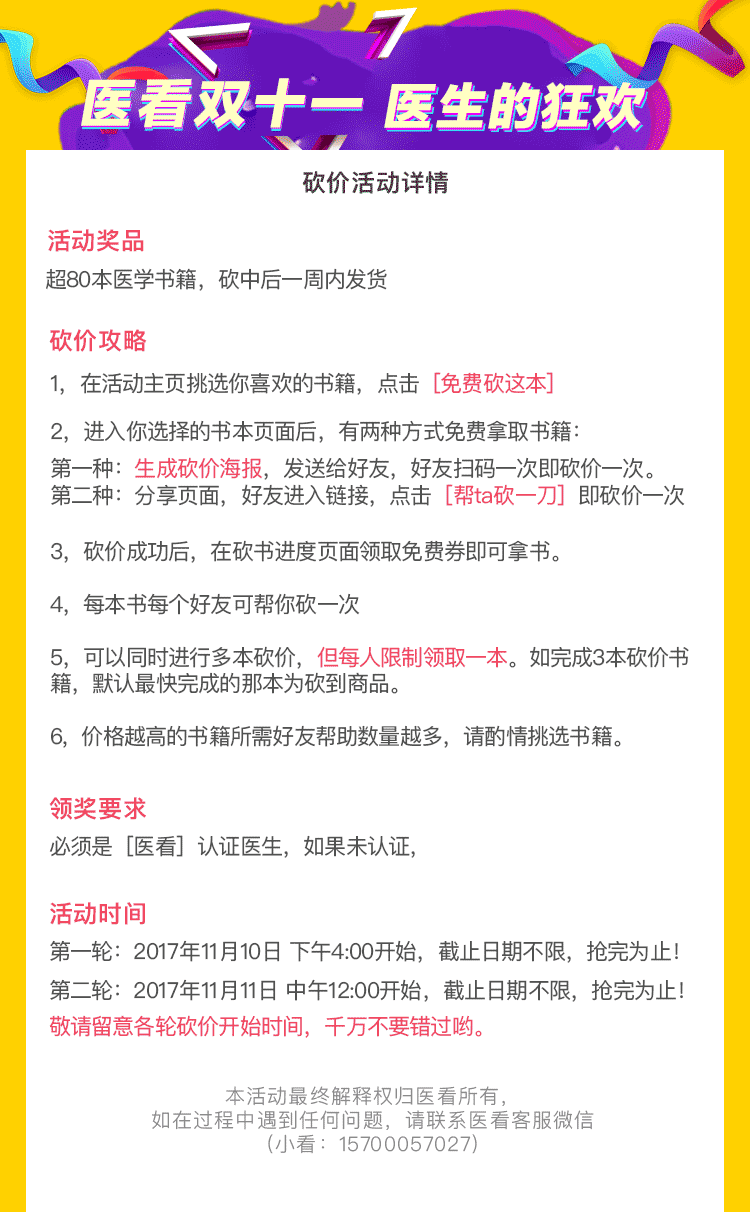 医看双十一 医生的狂欢
砍价活动详情
活动奖品
超80本医学书籍，砍中后一周内发货
砍价攻略
1，在活动主页挑选你喜欢的书籍，点击［免费砍这本］
2，进入你选择的书本页面后，有两种方式免费拿取书籍：
第一种：生成砍价海报，发送给好友，好友扫码一次即砍价一次。
第二种：分享页面，好友进入链接，点击［帮ta砍一刀］即砍价一次
3，砍价成功后，在砍书进度页面领取免费券即可拿书。
4，每本书每个好友可帮你砍一次
5，可以同时进行多本砍价，但每人限制领取一本。如完成3本砍价书
籍，默认最快完成的那本为砍到商品。
6，价格越高的书籍所需好友帮助数量越多，请酌情挑选书籍。
领奖要求
必须是［医看］认证医生，如果未认证，
活动时间
第一轮：2017年11月10日 下午4:00开始，截止日期不限，抢完为止！
第二轮：2017年11月11日 中午12:00开始，截止日期不限，抢完为止！
敬请留意各轮砍价开始时间，千万不要错过哟。
本活动最终解释权归医看所有，
如在过程中遇到任何问题，请联系医看客服微信
（小看：15700057027）